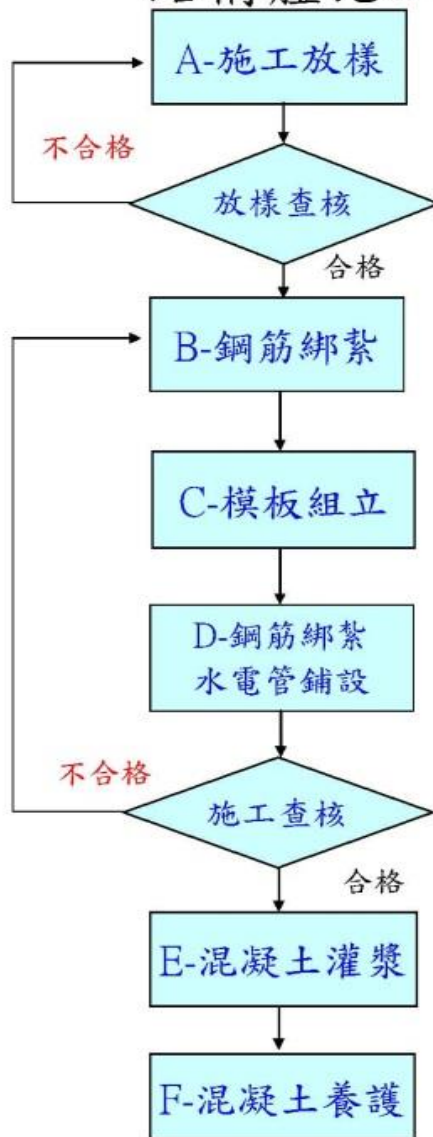 A-施工放樣
不合格
放樣查核
合格
B-鋼筋綁紮
C-模板組立
D-鋼筋綁紮
水電管鋪設
不合格
施工查核
合格
E-混凝土灌漿
F-混凝土養護